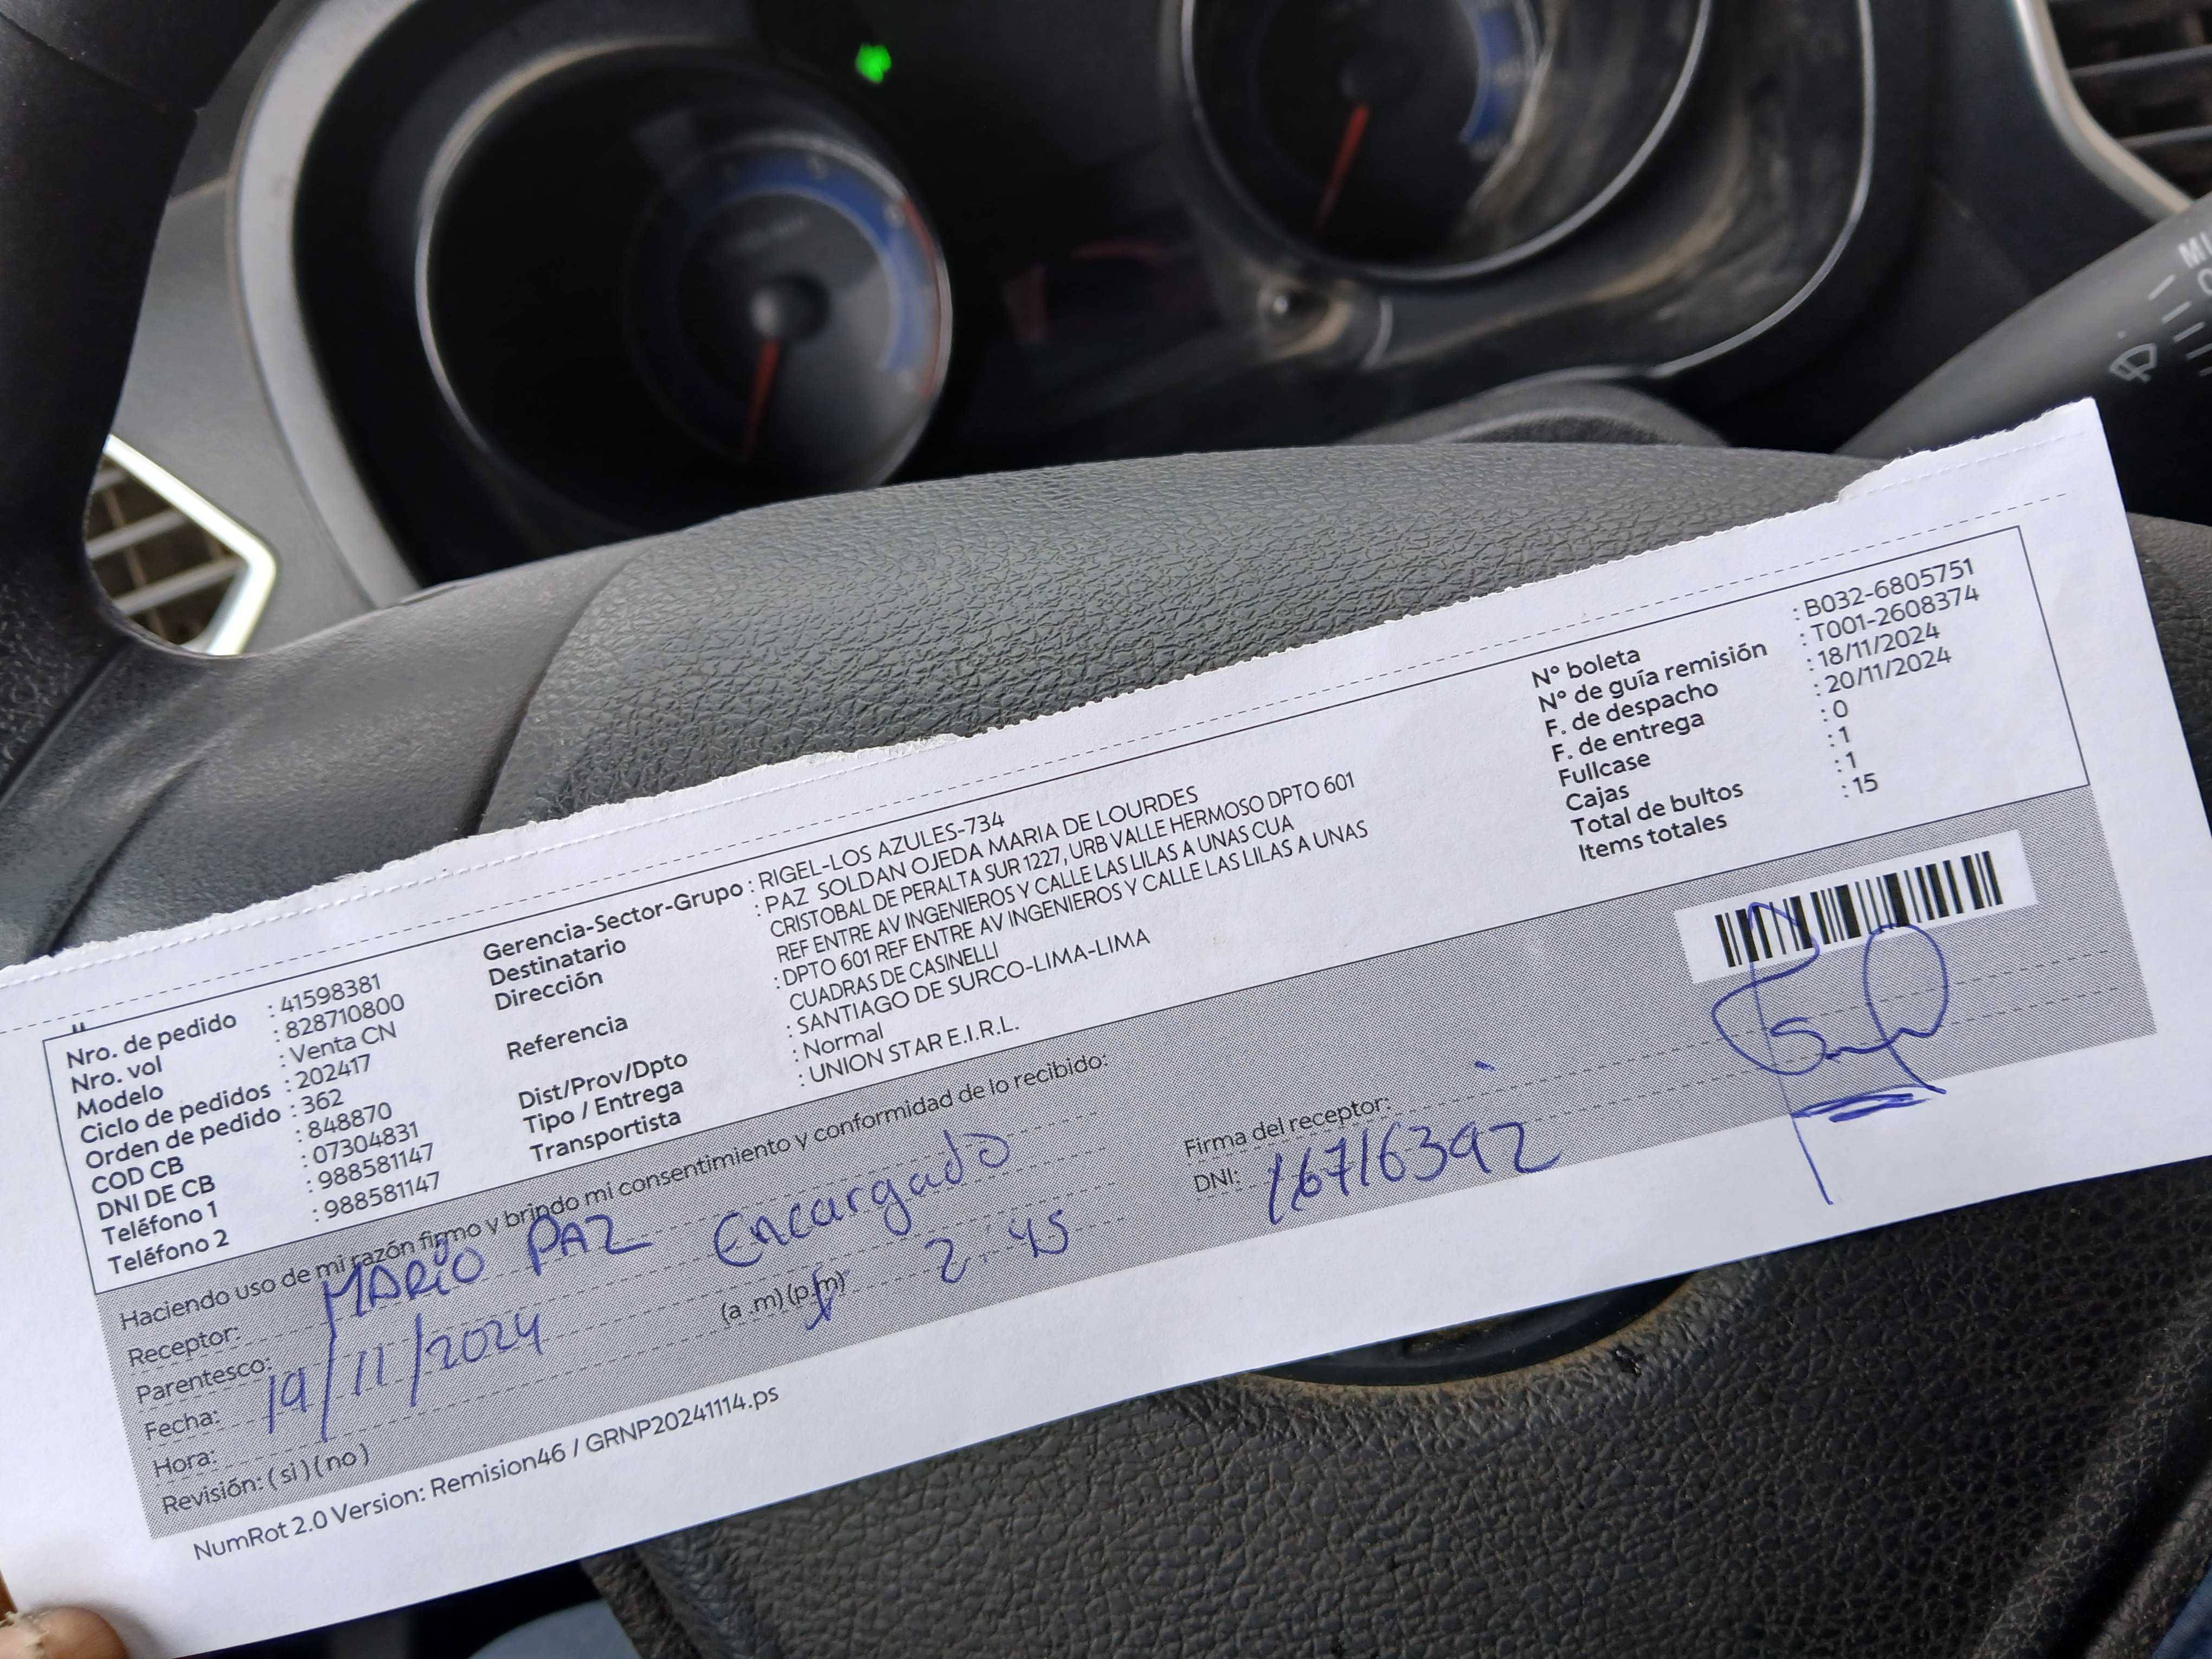 Nro. de pedido : 41598381
Nro. vol : 828710800
Modelo : Venta CN
Ciclo de pedidos : 202417
Orden de pedido : 362
COD CB : 848870
DNI DE CB : 07304831
Teléfono 1 : 988581147
Teléfono 2 : 988581147
Gerencia-Sector-Grupo : RIGEL-LOS AZULES-734
Destinatario : PAZ SOLDAN OJEDA MARIA DE LOURDES
Dirección CRISTOBAL DE PERALTA SUR 1227, URB VALLE HERMOSO DPTO 601
REF ENTRE AV INGENIEROS Y CALLE LAS LILAS A UNAS CUA
Referencia : DPTO 601 REF ENTRE AV INGENIEROS Y CALLE LAS LILAS A UNAS
CUADRAS DE CASINELLI
Dist/Prov/Dpto : SANTIAGO DE SURCO-LIMA-LIMA
Tipo / Entrega : Normal
Transportista : UNION STAR E.I.R.L.
N° boleta : B032-6805751
N° de guía remisión : T001-2608374
F. de despacho : 18/11/2024
F. de entrega : 20/11/2024
Fullcase : 0
Cajas : 1
Total de bultos : 1
Items totales : 15
Haciendo uso de mi razón firmo y brindo mi consentimiento y conformidad de lo recibido:
Receptor: MARIO PAZ Encargado
Parentesco:
Fecha: 19/11/2024 (a .m) (p.m) 2:45
Hora:
Revisión: ( si ) ( no )
Firma del receptor:
DNI: 16716392
NumRot 2.0 Version: Remision46 / GRNP20241114.ps